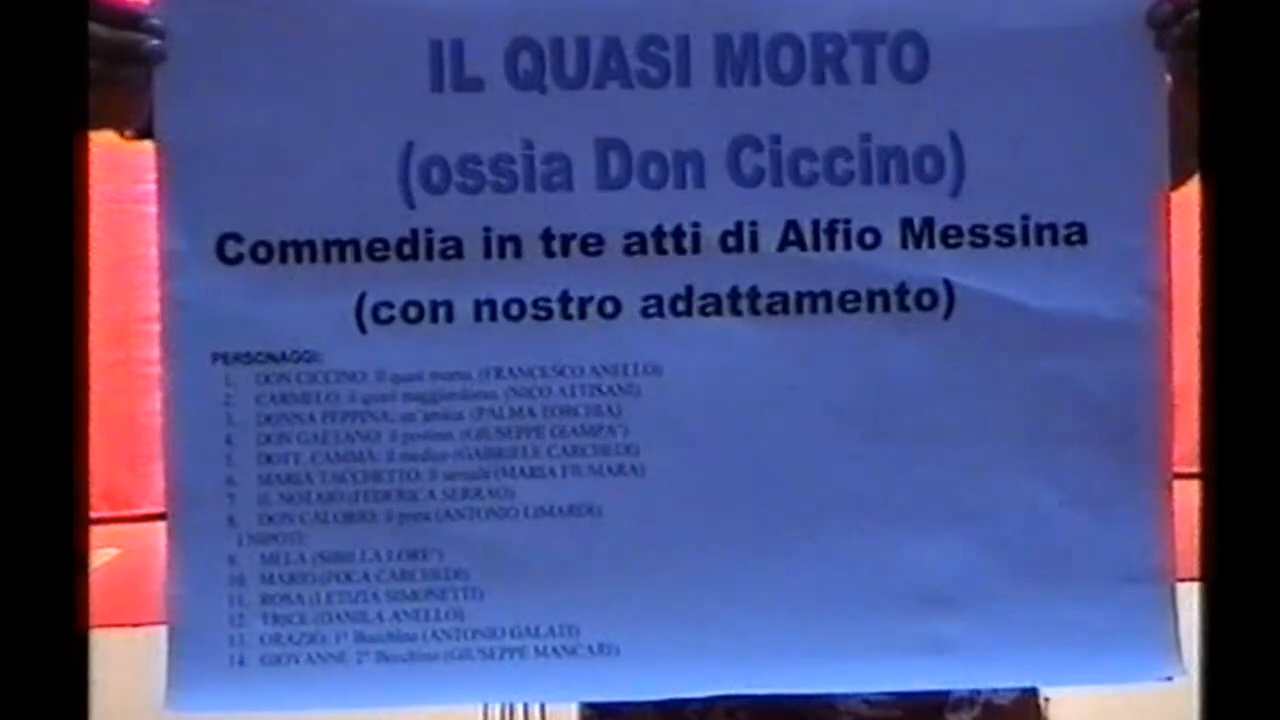 IL QUASI MORTO
(ossia Don Ciccino)
Commedia in tre atti di Alfio Messina
(con nostro adattamento)
PERSONAGGI:
1. DON CICCINO: il quasi morto. (FRANCESCO ANELLO)
2. CARMELO: il quasi maggiordomo. (NICO ATTISANI)
3. DONNA PEPPINA: un'amica. (PALMA TORCHIA)
4. DON GAETANO: il postino. (GIUSEPPE GIAMPA')
5. DOTT. CAMMA: il medico (GABRIELE CARCHEDI)
6. MARIA TACCHETTO: il sensale (MARIA FIUMARA)
7. IL NOTAIO (FEDERICA SERRAO)
8. DON CALORIO: il prete (ANTONIO LIMARDI)
I NIPOTI:
9. MELA (SIBILLA LORE')
10. MARIO (FOCA CARCHEDI)
11. ROSA (LETIZIA SIMONETTI)
12. TRICE (DANILA ANELLO)
13. ORAZIO: 1° Becchino (ANTONIO GALATI)
14. GIOVANNI: 2° Becchino (GIUSEPPE MANCARI)